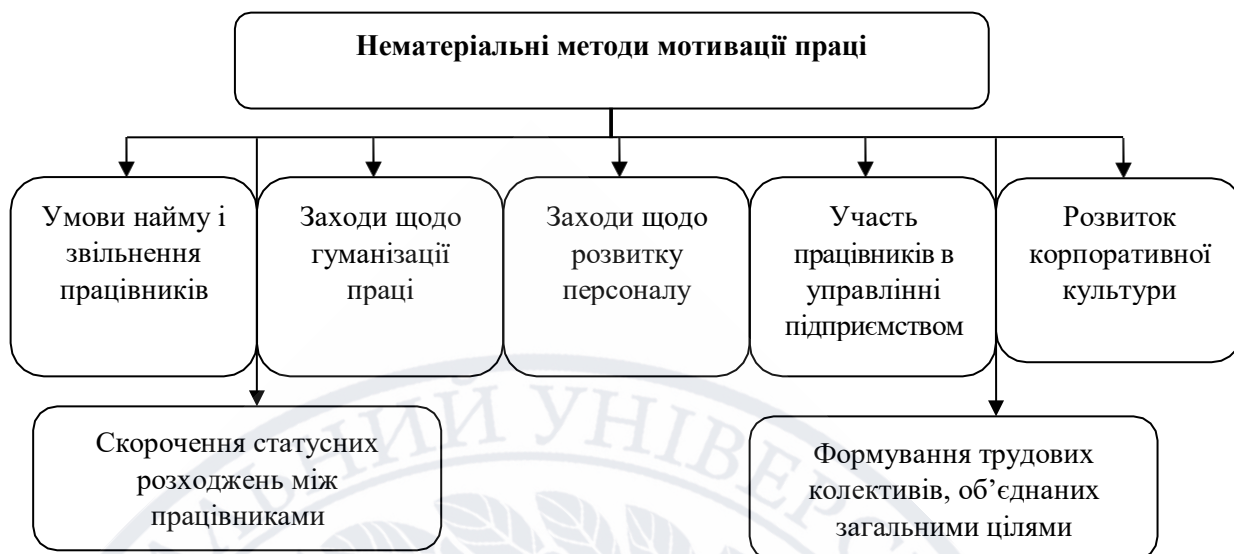 Нематеріальні методи мотивації праці
Умови найму і
звільнення
працівників
Заходи щодо
гуманізації
праці
Заходи щодо
розвитку
персоналу
Участь
працівників в
управлінні
підприємством
Розвиток
корпоративної
культури
Скорочення статусних
розходжень між
працівниками
Формування трудових
колективів, об’єднаних
загальними цілями